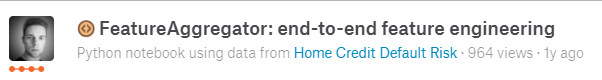 FeatureAggregator: end-to-end feature engineering
Python notebook using data from Home Credit Default Risk · 964 views · 1y ago